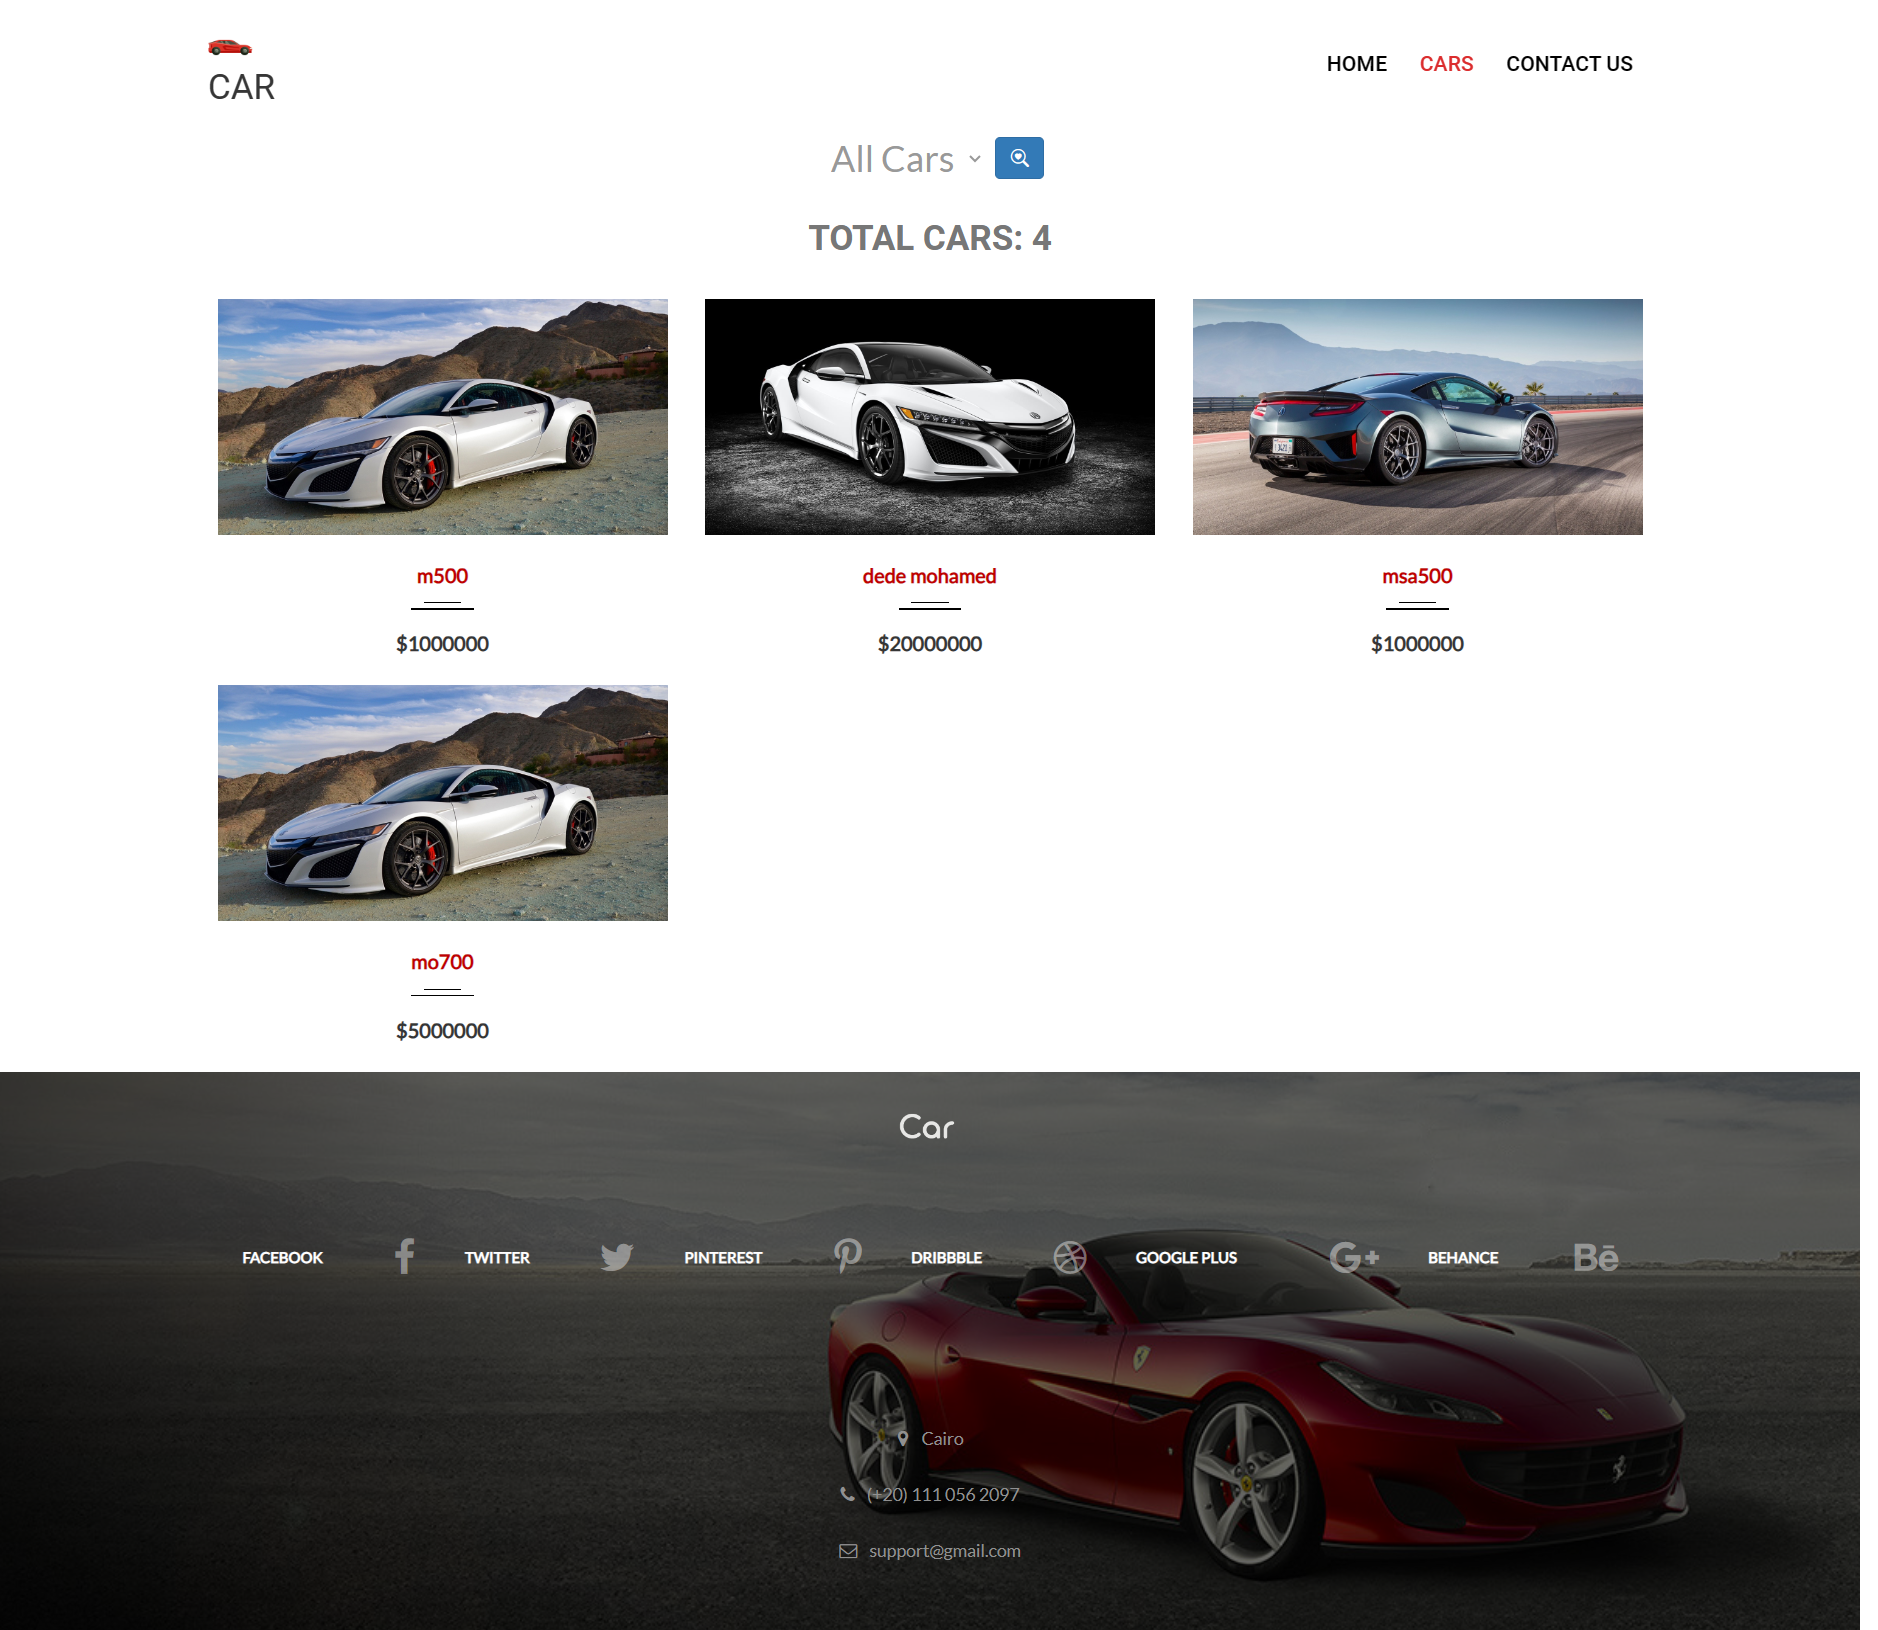 CAR
HOME CARS CONTACT US
All Cars
TOTAL CARS: 4
m500
$1000000
dede mohamed
$20000000
msa500
$1000000
mo700
$5000000
Car
FACEBOOK TWITTER PINTEREST DRIBBBLE GOOGLE PLUS BEHANCE
Cairo
(+20) 111 056 2097
support@gmail.com